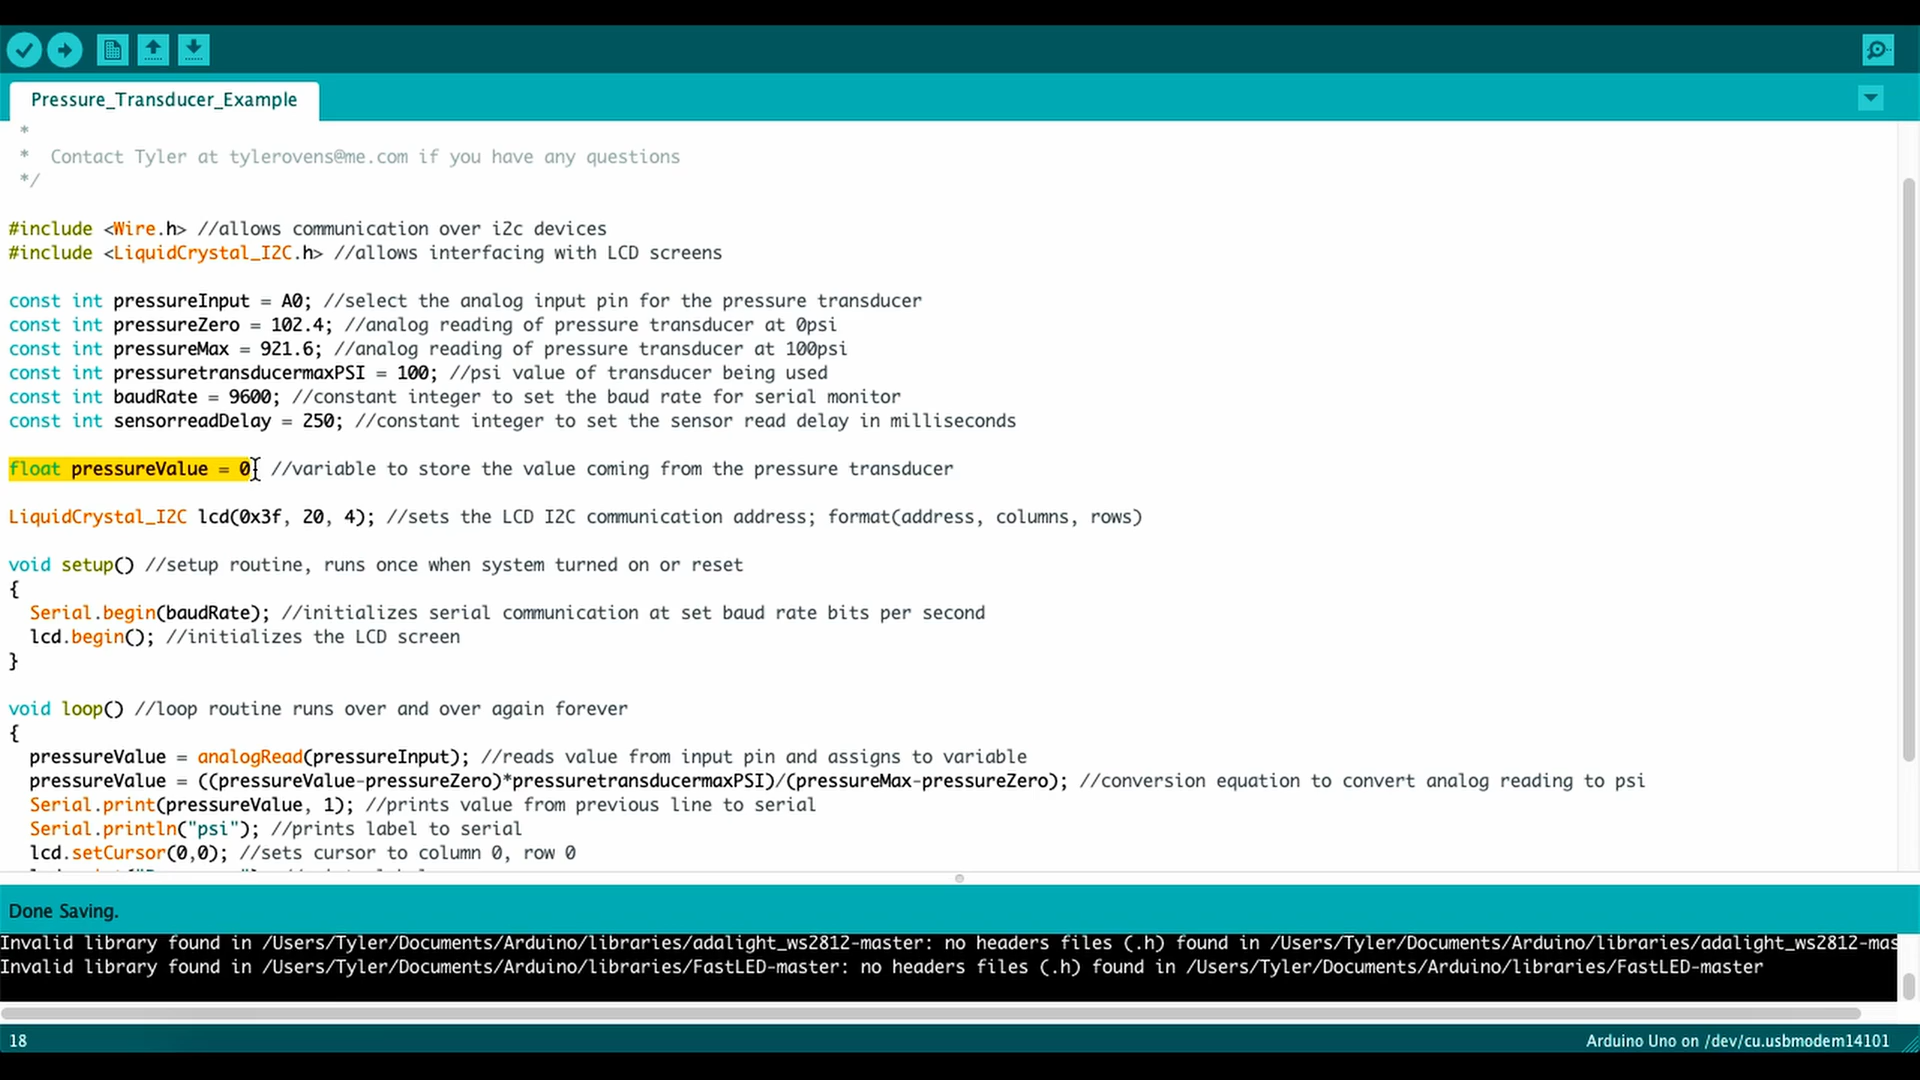 Pressure_Transducer_Example
*
*  Contact Tyler at tylerovens@me.com if you have any questions
*/
#include <Wire.h> //allows communication over i2c devices
#include <LiquidCrystal_I2C.h> //allows interfacing with LCD screens
const int pressureInput = A0; //select the analog input pin for the pressure transducer
const int pressureZero = 102.4; //analog reading of pressure transducer at 0psi
const int pressureMax = 921.6; //analog reading of pressure transducer at 100psi
const int pressuretransducermaxPSI = 100; //psi value of transducer being used
const int baudRate = 9600; //constant integer to set the baud rate for serial monitor
const int sensorreadDelay = 250; //constant integer to set the sensor read delay in milliseconds
float pressureValue = 0; //variable to store the value coming from the pressure transducer
LiquidCrystal_I2C lcd(0x3f, 20, 4); //sets the LCD I2C communication address; format(address, columns, rows)
void setup() //setup routine, runs once when system turned on or reset
{
  Serial.begin(baudRate); //initializes serial communication at set baud rate bits per second
  lcd.begin(); //initializes the LCD screen
}
void loop() //loop routine runs over and over again forever
{
  pressureValue = analogRead(pressureInput); //reads value from input pin and assigns to variable
  pressureValue = ((pressureValue-pressureZero)*pressuretransducermaxPSI)/(pressureMax-pressureZero); //conversion equation to convert analog reading to psi
  Serial.print(pressureValue, 1); //prints value from previous line to serial
  Serial.println("psi"); //prints label to serial
  lcd.setCursor(0,0); //sets cursor to column 0, row 0
Done Saving.
Invalid library found in /Users/Tyler/Documents/Arduino/libraries/adalight_ws2812-master: no headers files (.h) found in /Users/Tyler/Documents/Arduino/libraries/adalight_ws2812-mas
Invalid library found in /Users/Tyler/Documents/Arduino/libraries/FastLED-master: no headers files (.h) found in /Users/Tyler/Documents/Arduino/libraries/FastLED-master
18
Arduino Uno on /dev/cu.usbmodem14101